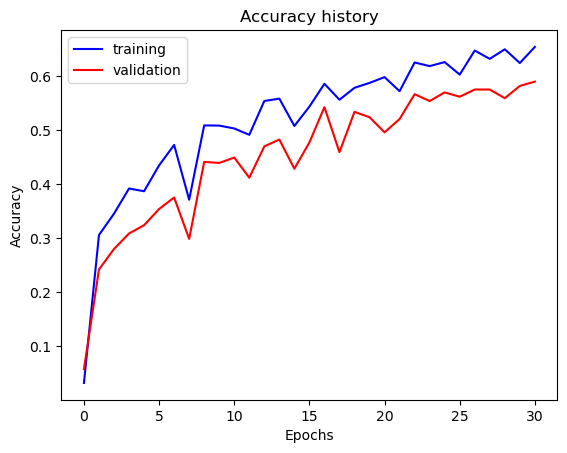 Accuracy history
training
validation
Accuracy
0.6
0.5
0.4
0.3
0.2
0.1
0 5 10 15 20 25 30
Epochs